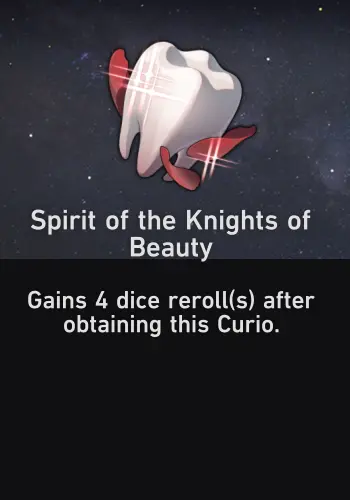 Spirit of the Knights of
Beauty
Gains 4 dice reroll(s) after
obtaining this Curio.